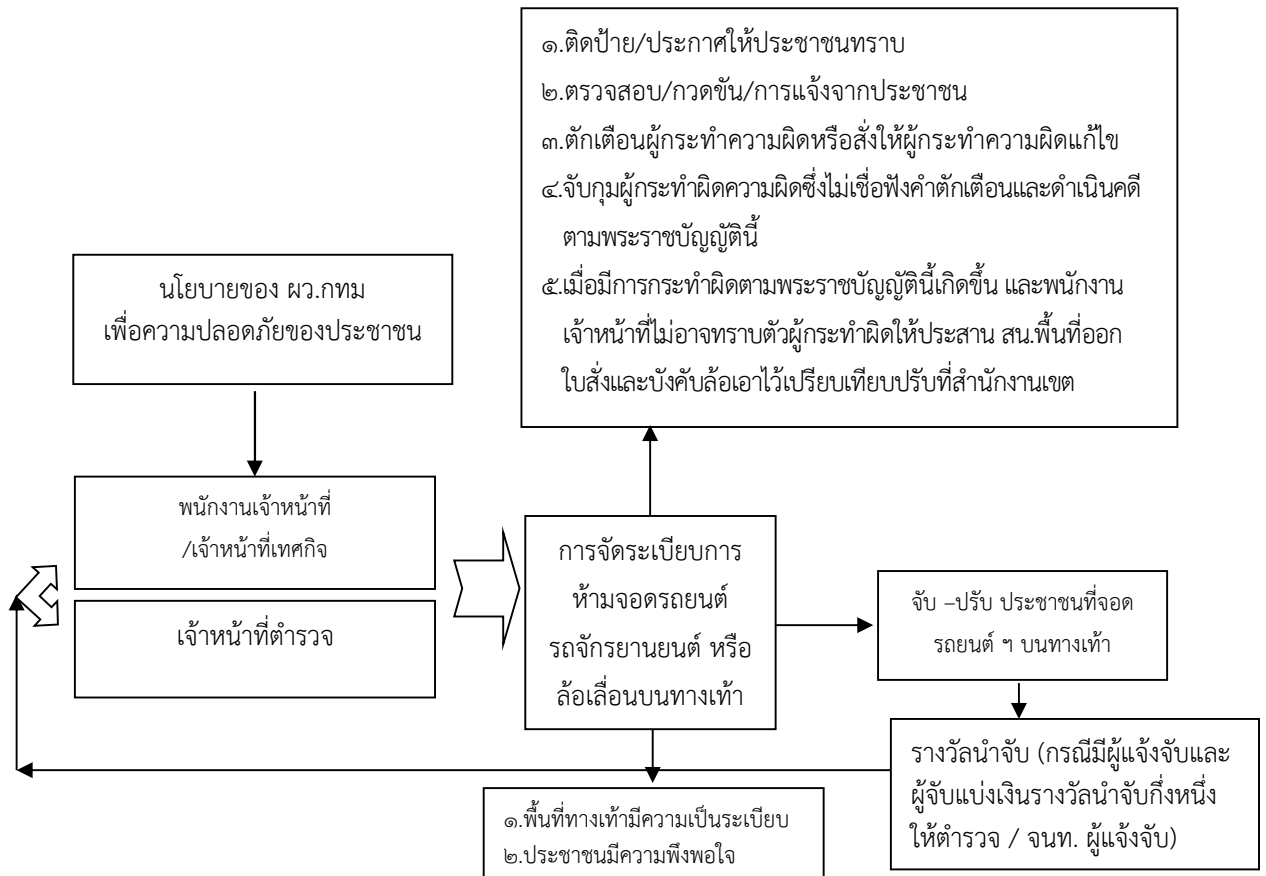 ๑.ติดป้าย/ประกาศให้ประชาชนทราบ
๒.ตรวจสอบ/กวดขัน/การแจ้งจากประชาชน
๓.ตักเตือนผู้กระทำความผิดหรือสั่งให้ผู้กระทำความผิดแก้ไข
๔.จับกุมผู้กระทำผิดความผิดซึ่งไม่เชื่อฟังคำตักเตือนและดำเนินคดี
ตามพระราชบัญญัตินี้
๕.เมื่อมีการกระทำผิดตามพระราชบัญญัตินี้เกิดขึ้น และพนักงาน
เจ้าหน้าที่ไม่อาจทราบตัวผู้กระทำผิดให้ประสาน สน.พื้นที่ออก
ใบสั่งและบังคับล้อเอาไว้เปรียบเทียบปรับที่สำนักงานเขต
นโยบายของ ผว.กทม
เพื่อความปลอดภัยของประชาชน
พนักงานเจ้าหน้าที่
/เจ้าหน้าที่เทศกิจ
เจ้าหน้าที่ตำรวจ
การจัดระเบียบการ
ห้ามจอดรถยนต์
รถจักรยานยนต์ หรือ
ล้อเลื่อนบนทางเท้า
จับ –ปรับ ประชาชนที่จอด
รถยนต์ ฯ บนทางเท้า
รางวัลนำจับ (กรณีมีผู้แจ้งจับและ
ผู้จับแบ่งเงินรางวัลนำจับกึ่งหนึ่ง
ให้ตำรวจ / จนท. ผู้แจ้งจับ)
๑.พื้นที่ทางเท้ามีความเป็นระเบียบ
๒.ประชาชนมีความพึงพอใจ